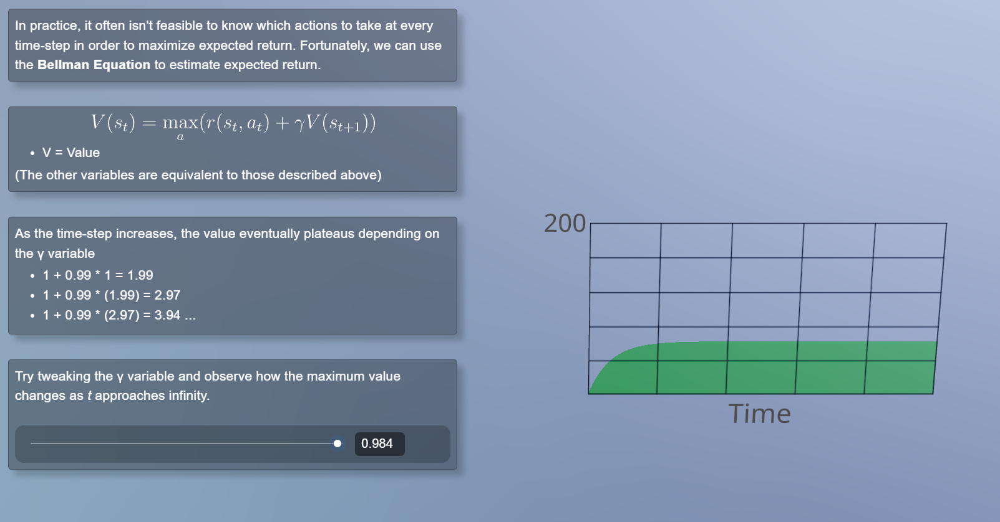 In practice, it often isn't feasible to know which actions to take at every
time-step in order to maximize expected return. Fortunately, we can use
the Bellman Equation to estimate expected return.
V(s_t) = max_a(r(s_t, a_t) + γV(s_{t+1}))
• V = Value
(The other variables are equivalent to those described above)
As the time-step increases, the value eventually plateaus depending on
the γ variable
• 1 + 0.99 * 1 = 1.99
• 1 + 0.99 * (1.99) = 2.97
• 1 + 0.99 * (2.97) = 3.94 ...
Try tweaking the γ variable and observe how the maximum value
changes as t approaches infinity.
0.984
200
Time